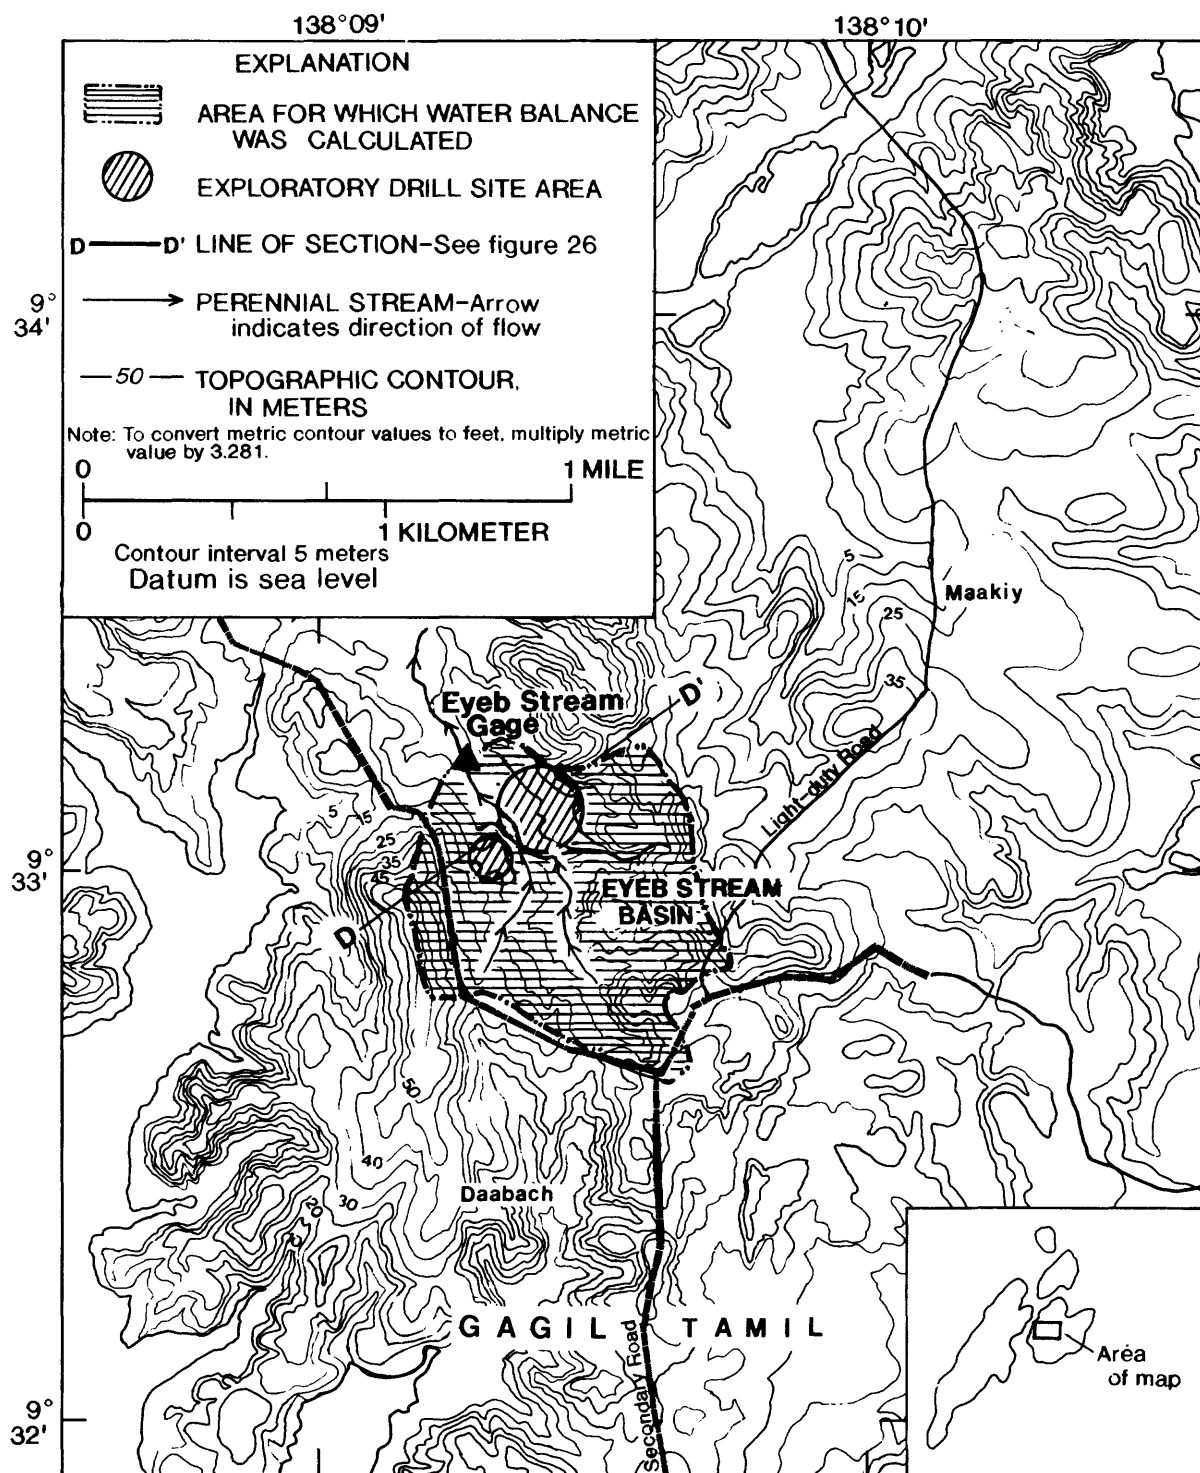 138°09'
138°10'
EXPLANATION
AREA FOR WHICH WATER BALANCE
WAS CALCULATED
EXPLORATORY DRILL SITE AREA
D D' LINE OF SECTION-See figure 26
PERENNIAL STREAM-Arrow
indicates direction of flow
50 TOPOGRAPHIC CONTOUR,
IN METERS
Note: To convert metric contour values to feet, multiply metric
value by 3.281.
0 1 MILE
0 1 KILOMETER
Contour interval 5 meters
Datum is sea level
9°
34'
5
15
25
35
Maakiy
Light-duty Road
D'
Eyeb Stream
Gage
5
15
25
35
45
9°
33'
EYEB STREAM
BASIN
D
50
40
30
20
Daabach
GAGIL TAMIL
Secondary Road
Area
of map
9°
32'